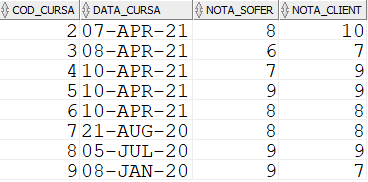 COD_CURSA DATA_CURSA NOTA_SOFER NOTA_CLIENT
2 07-APR-21 8 10
3 08-APR-21 6 7
4 10-APR-21 7 9
5 10-APR-21 9 9
6 10-APR-21 8 8
7 21-AUG-20 8 8
8 05-JUL-20 9 9
9 08-JAN-20 9 7